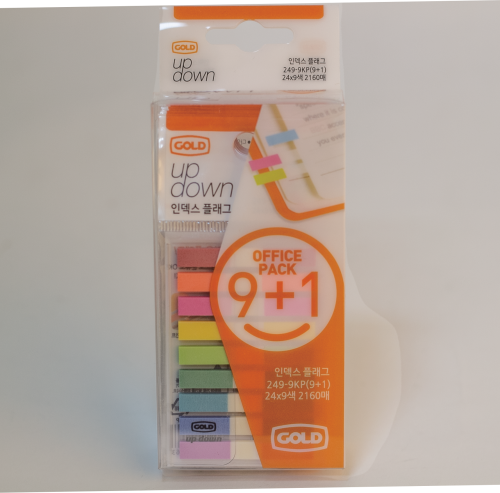 GOLD
up
down
인덱스 플래그
249-9KP(9+1)
24x9색 2160매
GOLD
up
down
인덱스 플래그
OFFICE
PACK
9+1
인덱스 플래그
249-9KP(9+1)
24x9색 2160매
GOLD
GOLD
up down